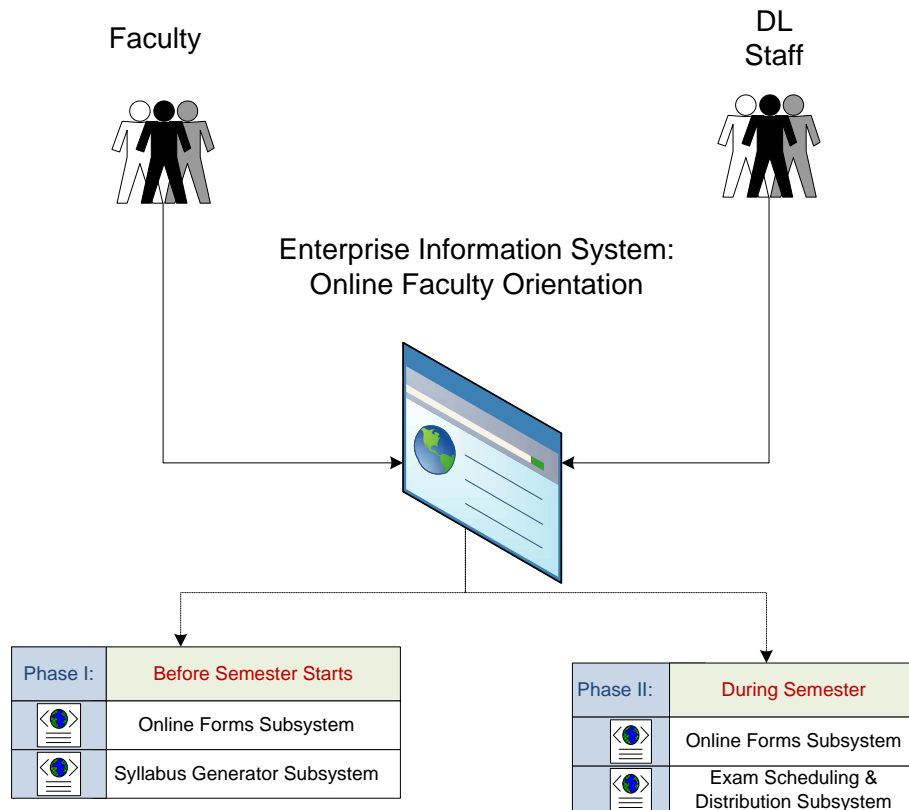 Faculty
DL
Staff
Enterprise Information System:
Online Faculty Orientation
Phase I:
Before Semester Starts
Online Forms Subsystem
Syllabus Generator Subsystem
Phase II:
During Semester
Online Forms Subsystem
Exam Scheduling &
Distribution Subsystem